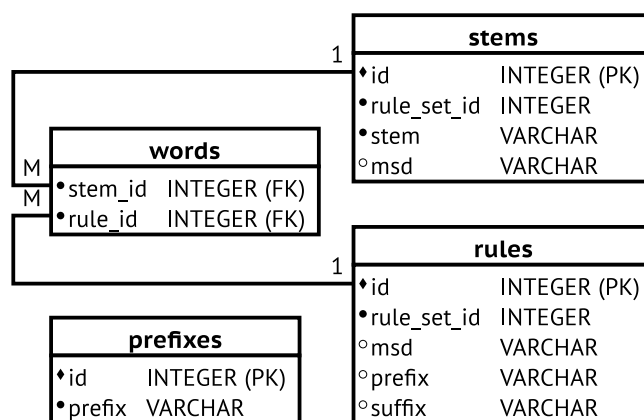 1
stems
♦id INTEGER (PK)
•rule_set_id INTEGER
•stem VARCHAR
○msd VARCHAR
words
M
•stem_id INTEGER (FK)
M
•rule_id INTEGER (FK)
1
rules
♦id INTEGER (PK)
•rule_set_id INTEGER
○msd VARCHAR
○prefix VARCHAR
○suffix VARCHAR
prefixes
♦id INTEGER (PK)
•prefix VARCHAR